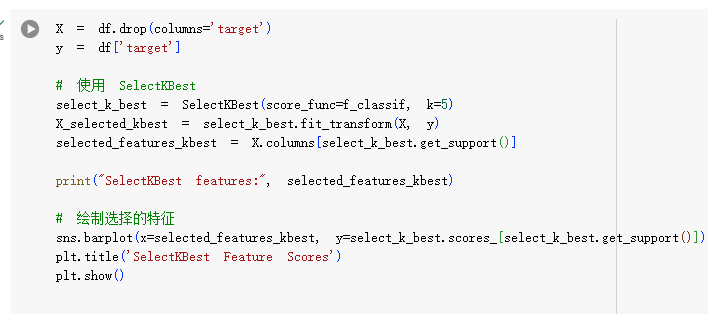 X = df.drop(columns='target')
y = df['target']
# 使用 SelectKBest
select_k_best = SelectKBest(score_func=f_classif, k=5)
X_selected_kbest = select_k_best.fit_transform(X, y)
selected_features_kbest = X.columns[select_k_best.get_support()]
print("SelectKBest features:", selected_features_kbest)
# 绘制选择的特征
sns.barplot(x=selected_features_kbest, y=select_k_best.scores_[select_k_best.get_support()])
plt.title('SelectKBest Feature Scores')
plt.show()